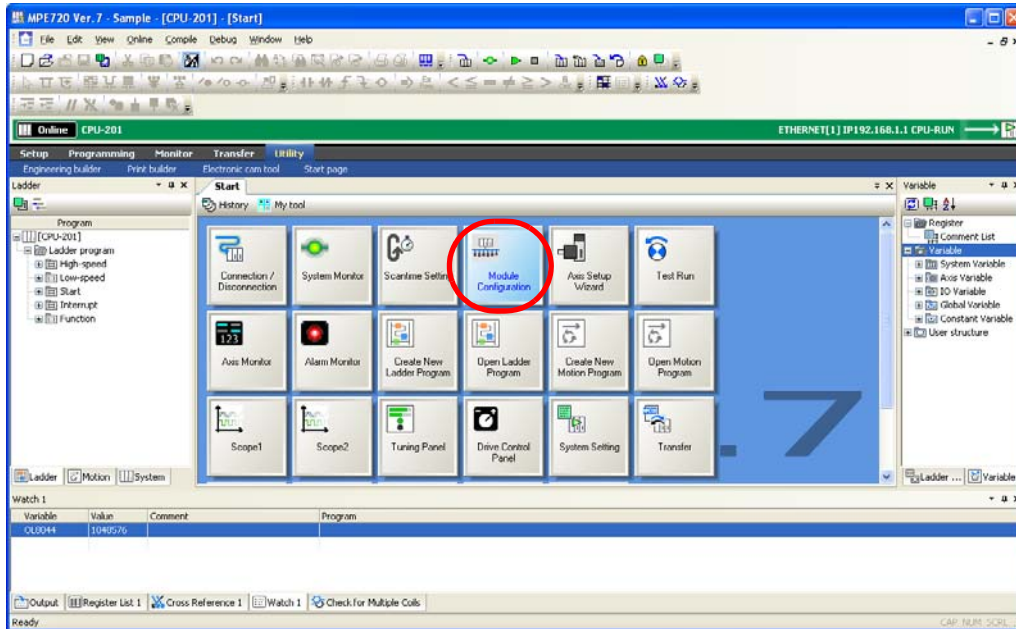 MPE720 Ver. 7 - Sample - [CPU-201] - [Start]
File Edit View Online Compile Debug Window Help
Online CPU-201
ETHERNET[1] IP192.168.1.1 CPU-RUN
Setup Programming Monitor Transfer Utility
Engineering builder Print builder Electronic cam tool Start page
Ladder
Program
[CPU-201]
Ladder program
High-speed
Low-speed
Start
Interrupt
Function
Ladder Motion System
Start
History My tool
Connection / Disconnection
System Monitor
Scantime Settin
Module Configuration
Axis Setup Wizard
Test Run
Axis Monitor
Alarm Monitor
Create New Ladder Program
Open Ladder Program
Create New Motion Program
Open Motion Program
Scope1
Scope2
Tuning Panel
Drive Control Panel
System Setting
Transfer
.7
Variable
Register
Comment List
Variable
System Variable
Axis Variable
IO Variable
Global Variable
Constant Variable
User structure
Ladder ... Variable
Watch 1
Variable Value Comment Program
OL8044 1048576
Output Register List 1 Cross Reference 1 Watch 1 Check for Multiple Coils
Ready
CAP NUM SCRL